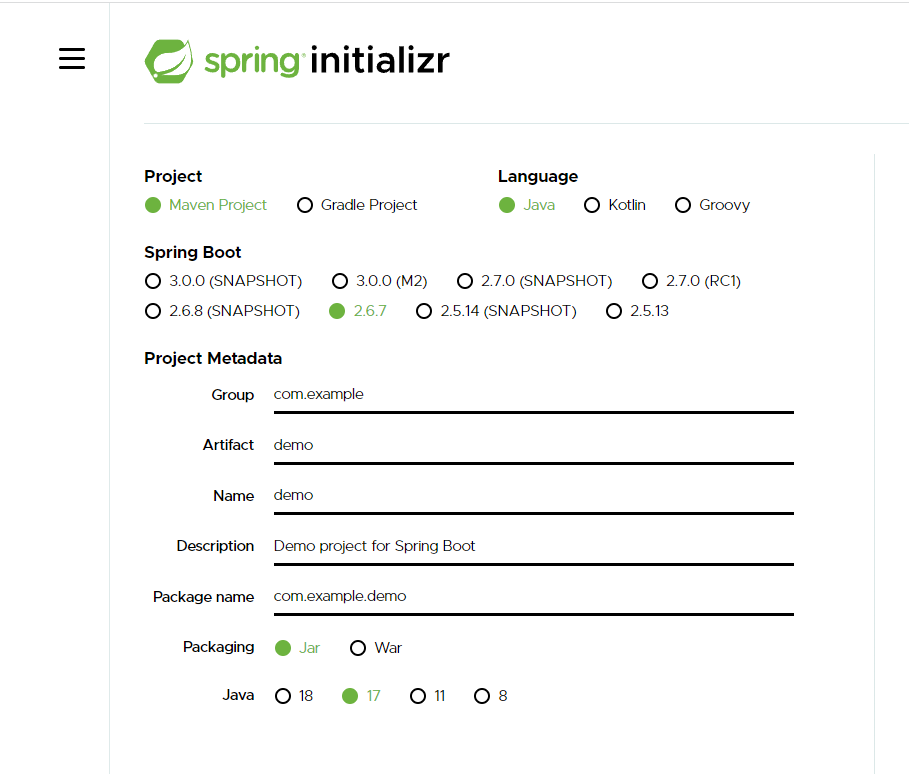 spring initializr
Project
Maven Project Gradle Project
Language
Java Kotlin Groovy
Spring Boot
3.0.0 (SNAPSHOT) 3.0.0 (M2) 2.7.0 (SNAPSHOT) 2.7.0 (RC1)
2.6.8 (SNAPSHOT) 2.6.7 2.5.14 (SNAPSHOT) 2.5.13
Project Metadata
Group com.example
Artifact demo
Name demo
Description Demo project for Spring Boot
Package name com.example.demo
Packaging Jar War
Java 18 17 11 8